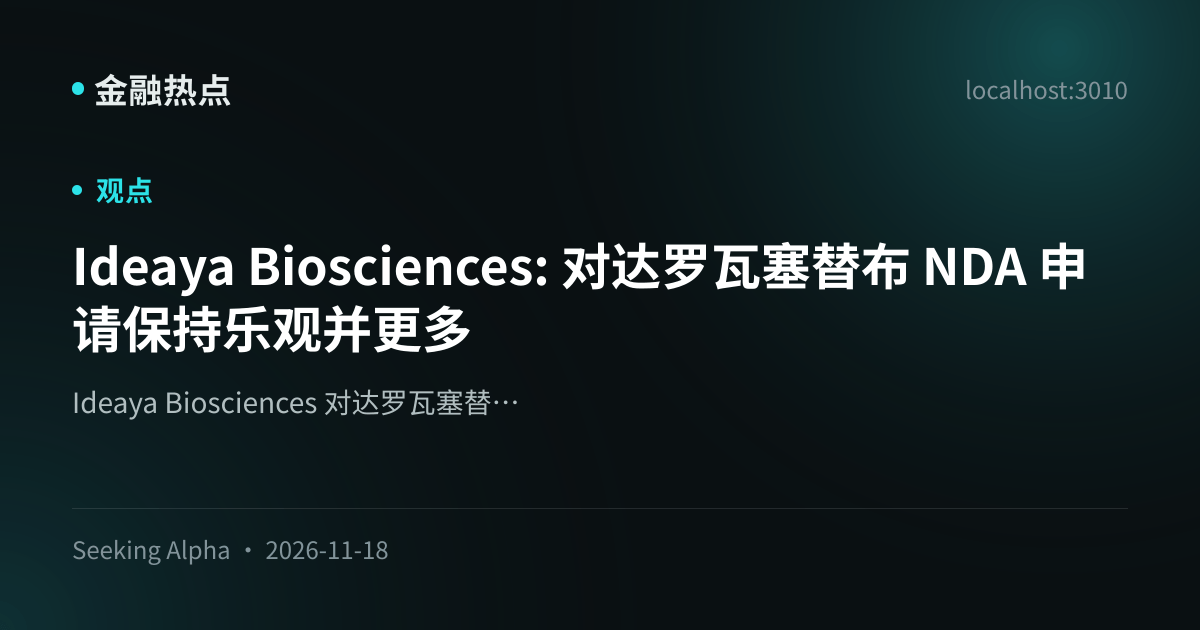 金融热点
localhost:3010
观点
Ideaya Biosciences: 对达罗瓦塞替布 NDA 申
请保持乐观并更多
Ideaya Biosciences 对达罗瓦塞替…
Seeking Alpha · 2026-11-18